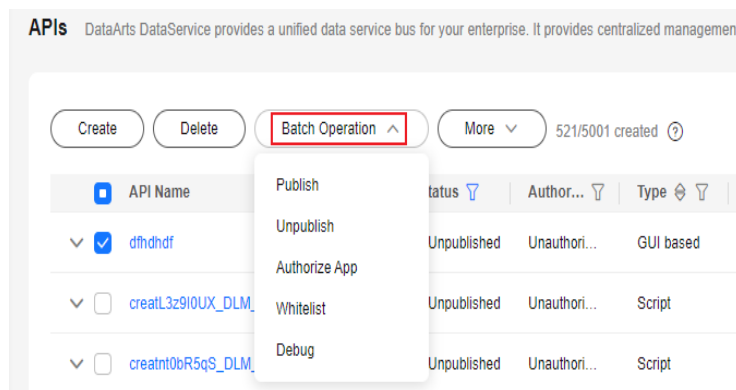 APIs DataArts DataService provides a unified data service bus for your enterprise. It provides centralized managemen
Create Delete Batch Operation More 521/5001 created ?
API Name tatus Author... Type
Publish
dfhdhdf Unpublished Unauthori... GUI based
Unpublish
Authorize App
creatL3z9I0UX_DLM_ Unpublished Unauthori... Script
Whitelist
Debug
creatnt0bR5qS_DLM_ Unpublished Unauthori... Script